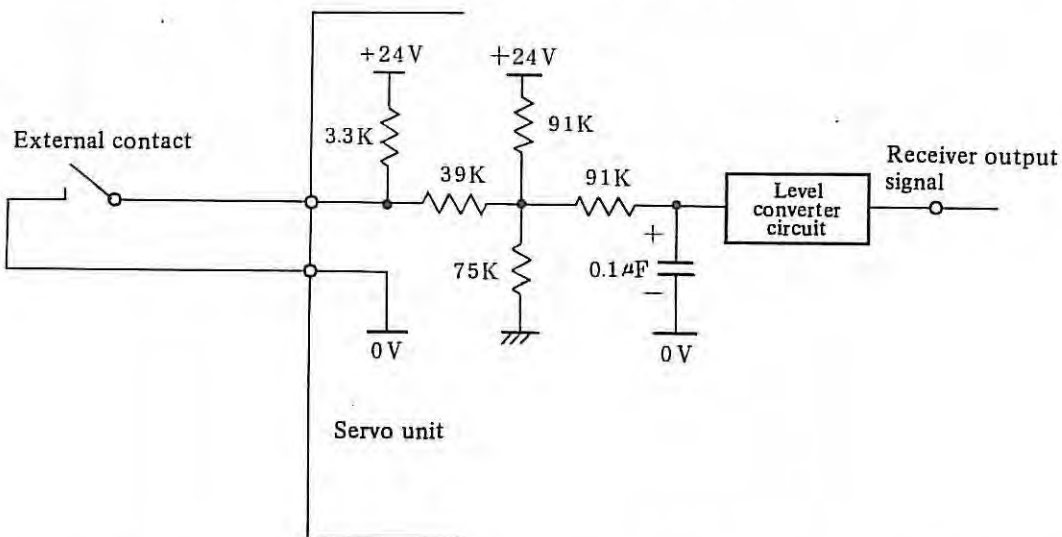 +24V
+24V
3.3K
91K
External contact
39K
91K
Receiver output
signal
Level
converter
circuit
+
75K
0.1μF
−
0V
0V
Servo unit